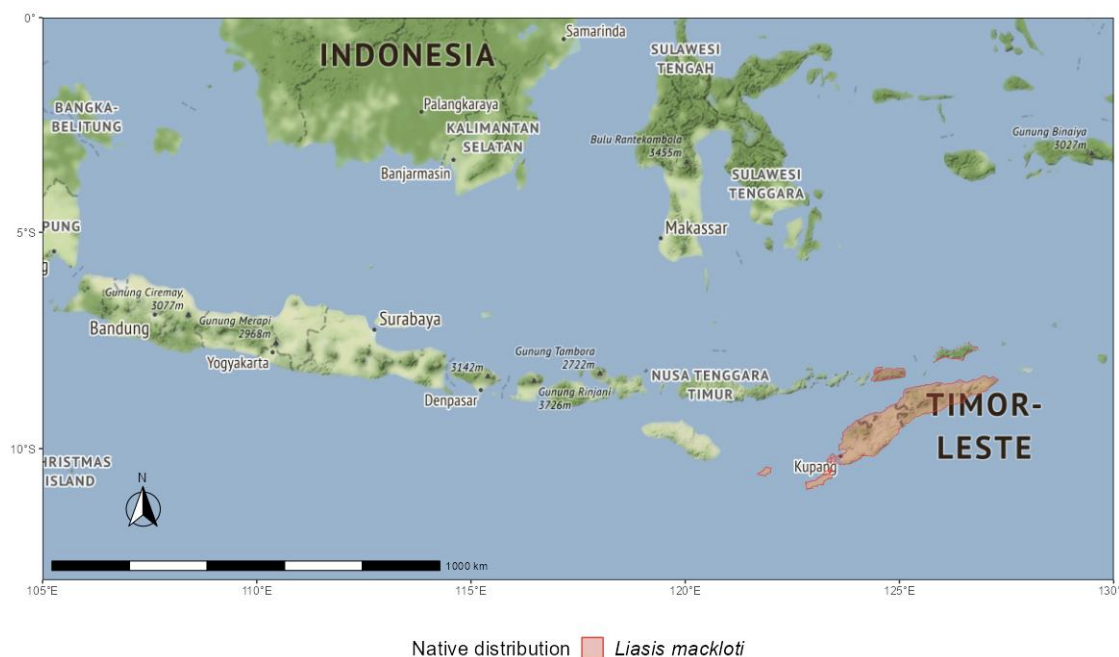 0°
Samarinda
INDONESIA
SULAWESI
TENGAH
BANGKA-
BELITUNG
Palangkaraya
KALIMANTAN
SELATAN
Bulu Rantekombola
3455m
Gunung Binaiya
3027m
Banjarmasin
SULAWESI
TENGGARA
PUNG
5°S
Makassar
g
Gunung Ciremay,
3077m
Bandung
Gunung Merapi
2968m
Surabaya
Yogyakarta
Gunung Tambora
2722m
3142m
NUSA TENGGARA
TIMUR
Denpasar
Gunung Rinjani
3726m
TIMOR-
LESTE
10°S
Kupang
HRISTMAS
ISLAND
N
1000 km
105°E
110°E
115°E
120°E
125°E
130°
Native distribution Liasis mackloti